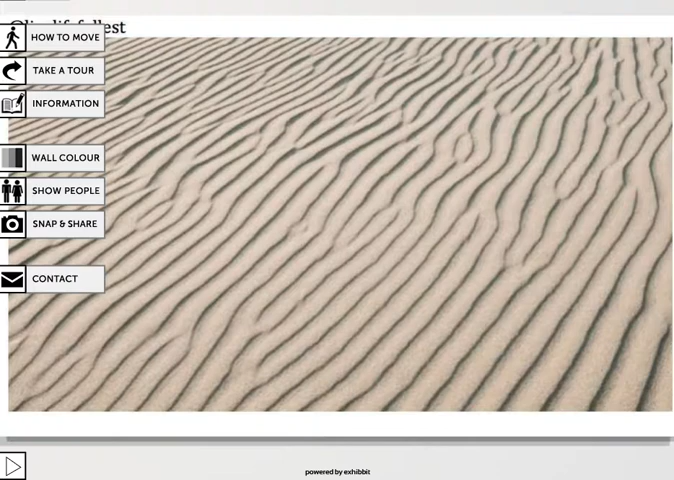 HOW TO MOVE
TAKE A TOUR
INFORMATION
WALL COLOUR
SHOW PEOPLE
SNAP & SHARE
CONTACT
powered by exhibbit